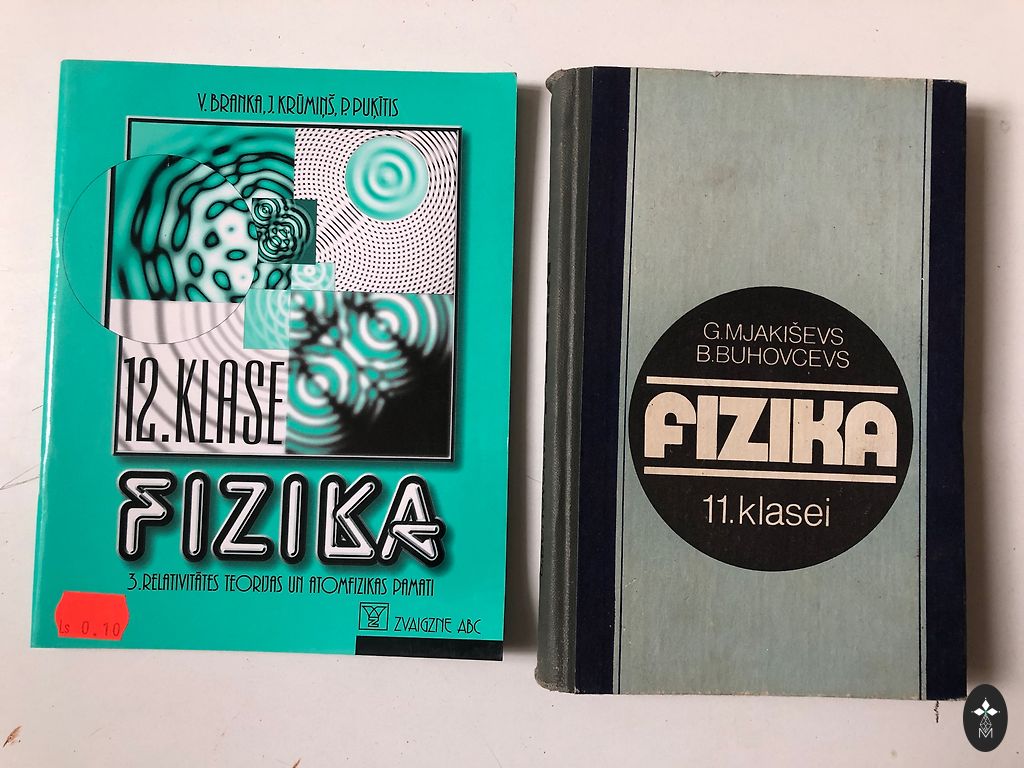 V. BRANKA, J. KRŪMIŅŠ, P. PUĶĪTIS
12. KLASE
FIZIKA
3. RELATIVITĀTES TEORIJAS UN ATOMFIZIKAS PAMATI
Ls 0.10
ZVAIGZNE ABC
G. MJAKIŠEVS
B. BUHOVCEVS
FIZIKA
11. klasei
M